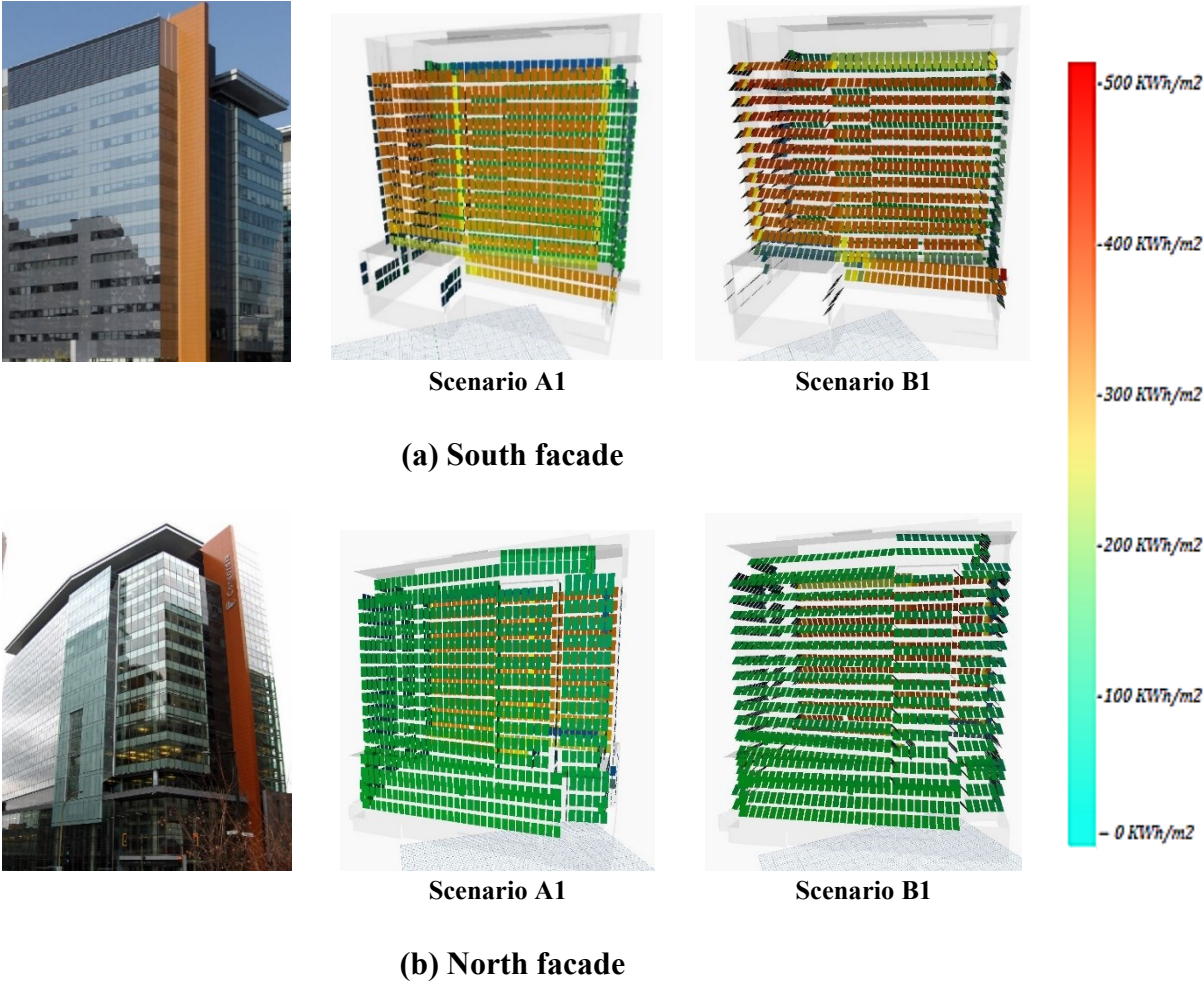 Scenario A1
Scenario B1
(a) South facade
Scenario A1
Scenario B1
(b) North facade
-500 KWh/m2
-400 KWh/m2
-300 KWh/m2
-200 KWh/m2
-100 KWh/m2
- 0 KWh/m2